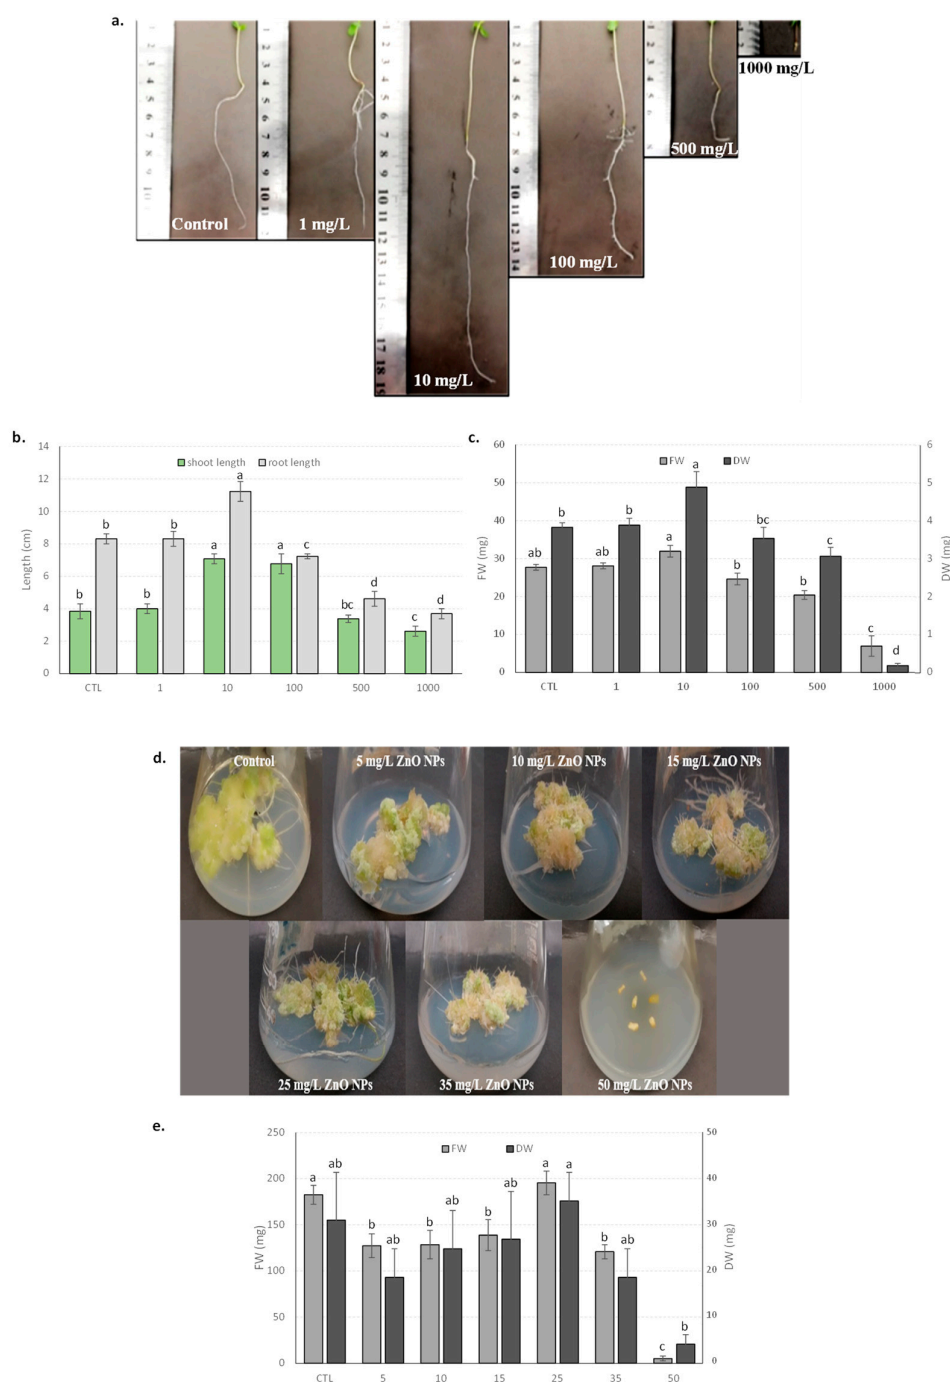 a.
Control
1 mg/L
10 mg/L
100 mg/L
500 mg/L
1000 mg/L
b.
14
12
10
8
6
4
2
0
Length (cm)
shoot length
root length
b
b
b
b
a
a
a
c
bc
d
c
d
CTL
1
10
100
500
1000
c.
60
50
40
30
20
10
0
FW (mg)
FW
DW
ab
b
ab
b
a
a
b
bc
b
c
c
d
6
5
4
3
2
1
0
DW (mg)
CTL
1
10
100
500
1000
d.
Control
5 mg/L ZnO NPs
10 mg/L ZnO NPs
15 mg/L ZnO NPs
25 mg/L ZnO NPs
35 mg/L ZnO NPs
50 mg/L ZnO NPs
e.
250
200
150
100
50
0
FW (mg)
FW
DW
a
ab
b
ab
b
ab
b
ab
a
a
b
ab
c
b
50
40
30
20
10
0
DW (mg)
CTL
5
10
15
25
35
50